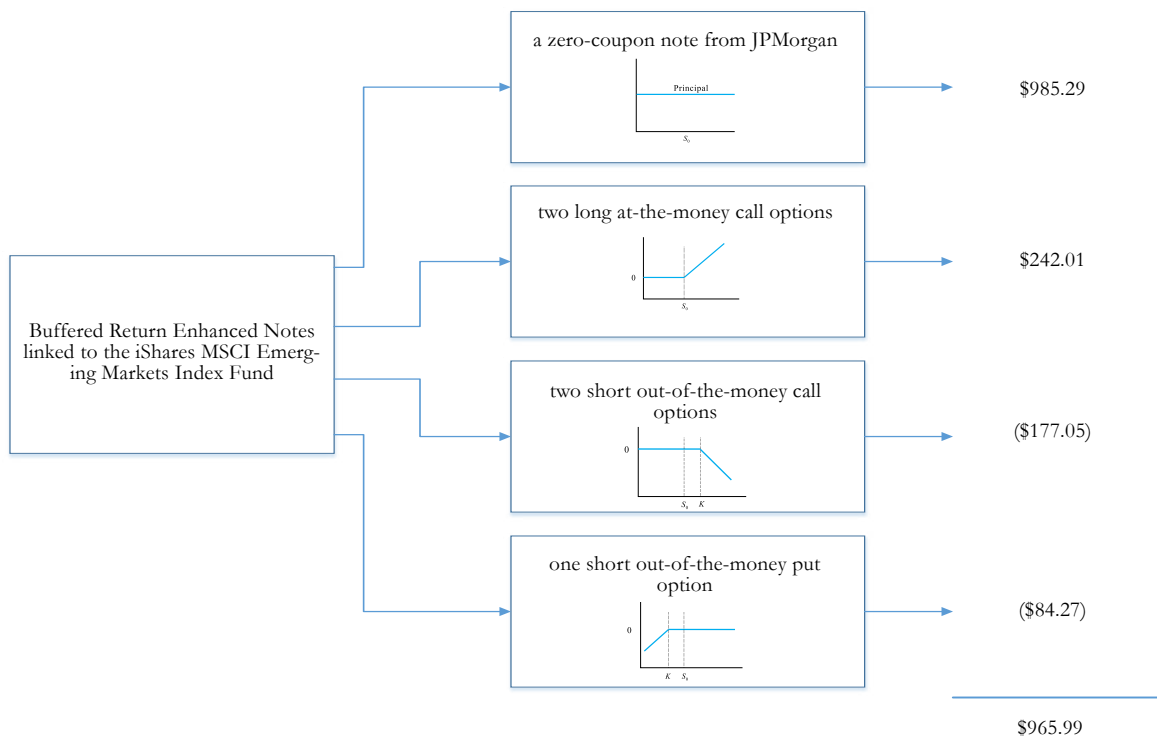 a zero-coupon note from JPMorgan
Principal
S0
$985.29
two long at-the-money call options
0
S0
$242.01
Buffered Return Enhanced Notes
linked to the iShares MSCI Emerg-
ing Markets Index Fund
two short out-of-the-money call
options
0
S0 K
($177.05)
one short out-of-the-money put
option
0
K S0
($84.27)
$965.99